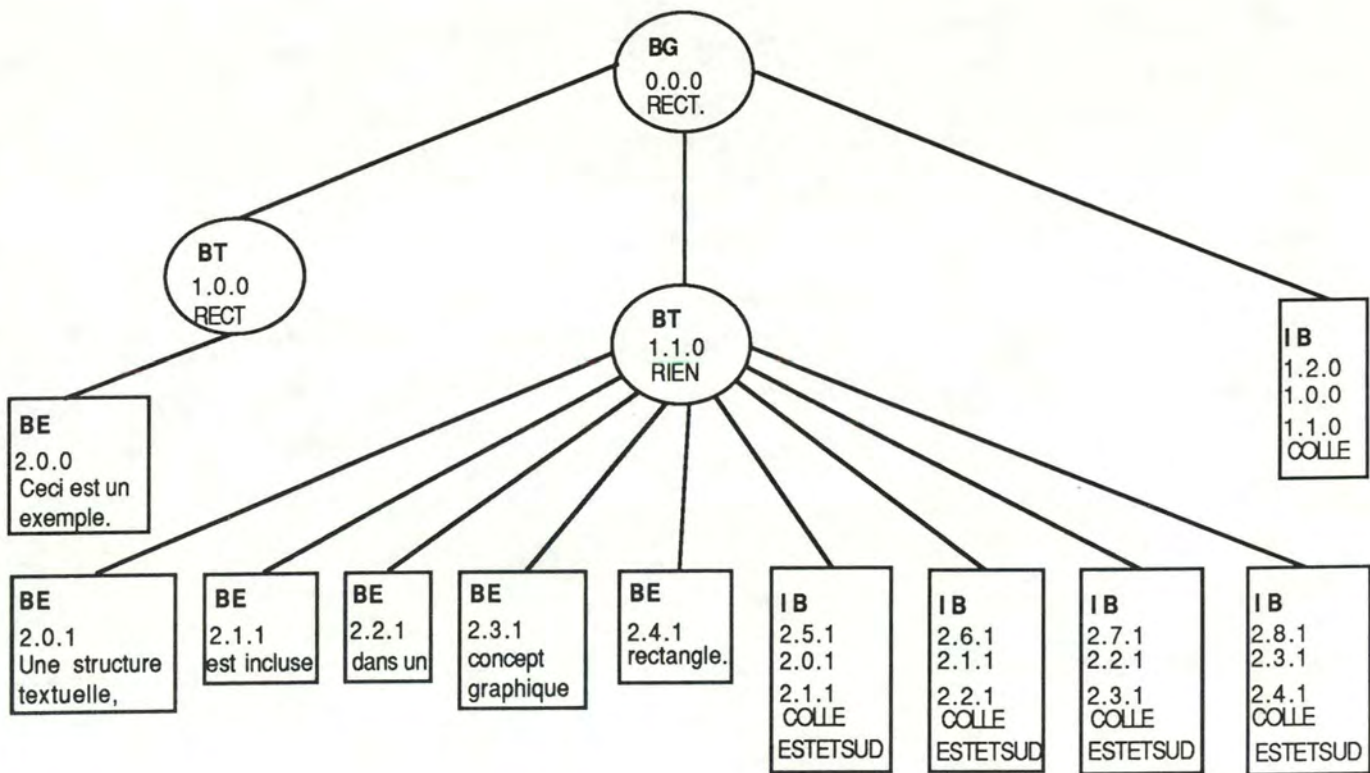 BG
0.0.0
RECT.
BT
1.0.0
RECT
BT
1.1.0
RIEN
I B
1.2.0
1.0.0
1.1.0
COLLE
BE
2.0.0
Ceci est un
exemple.
BE
2.0.1
Une structure
textuelle,
BE
2.1.1
est incluse
BE
2.2.1
dans un
BE
2.3.1
concept
graphique
BE
2.4.1
rectangle.
I B
2.5.1
2.0.1
2.1.1
COLLE
ESTETSUD
I B
2.6.1
2.1.1
2.2.1
COLLE
ESTETSUD
I B
2.7.1
2.2.1
2.3.1
COLLE
ESTETSUD
I B
2.8.1
2.3.1
2.4.1
COLLE
ESTETSUD